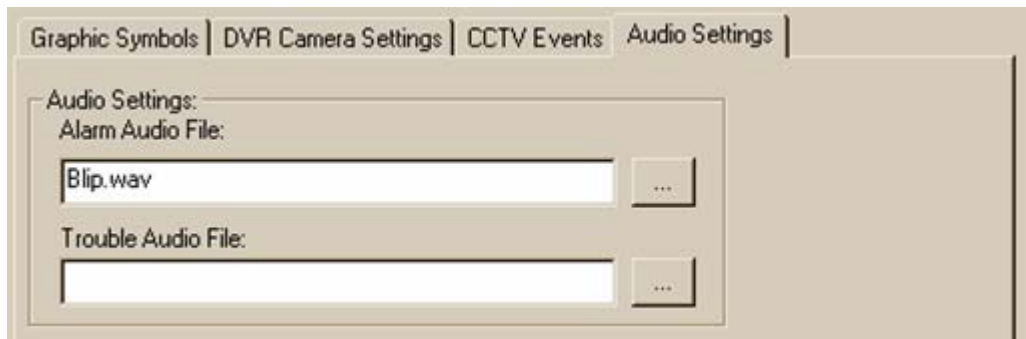 Graphic Symbols DVR Camera Settings CCTV Events Audio Settings
Audio Settings:
Alarm Audio File:
Blip.wav ...
Trouble Audio File:
...